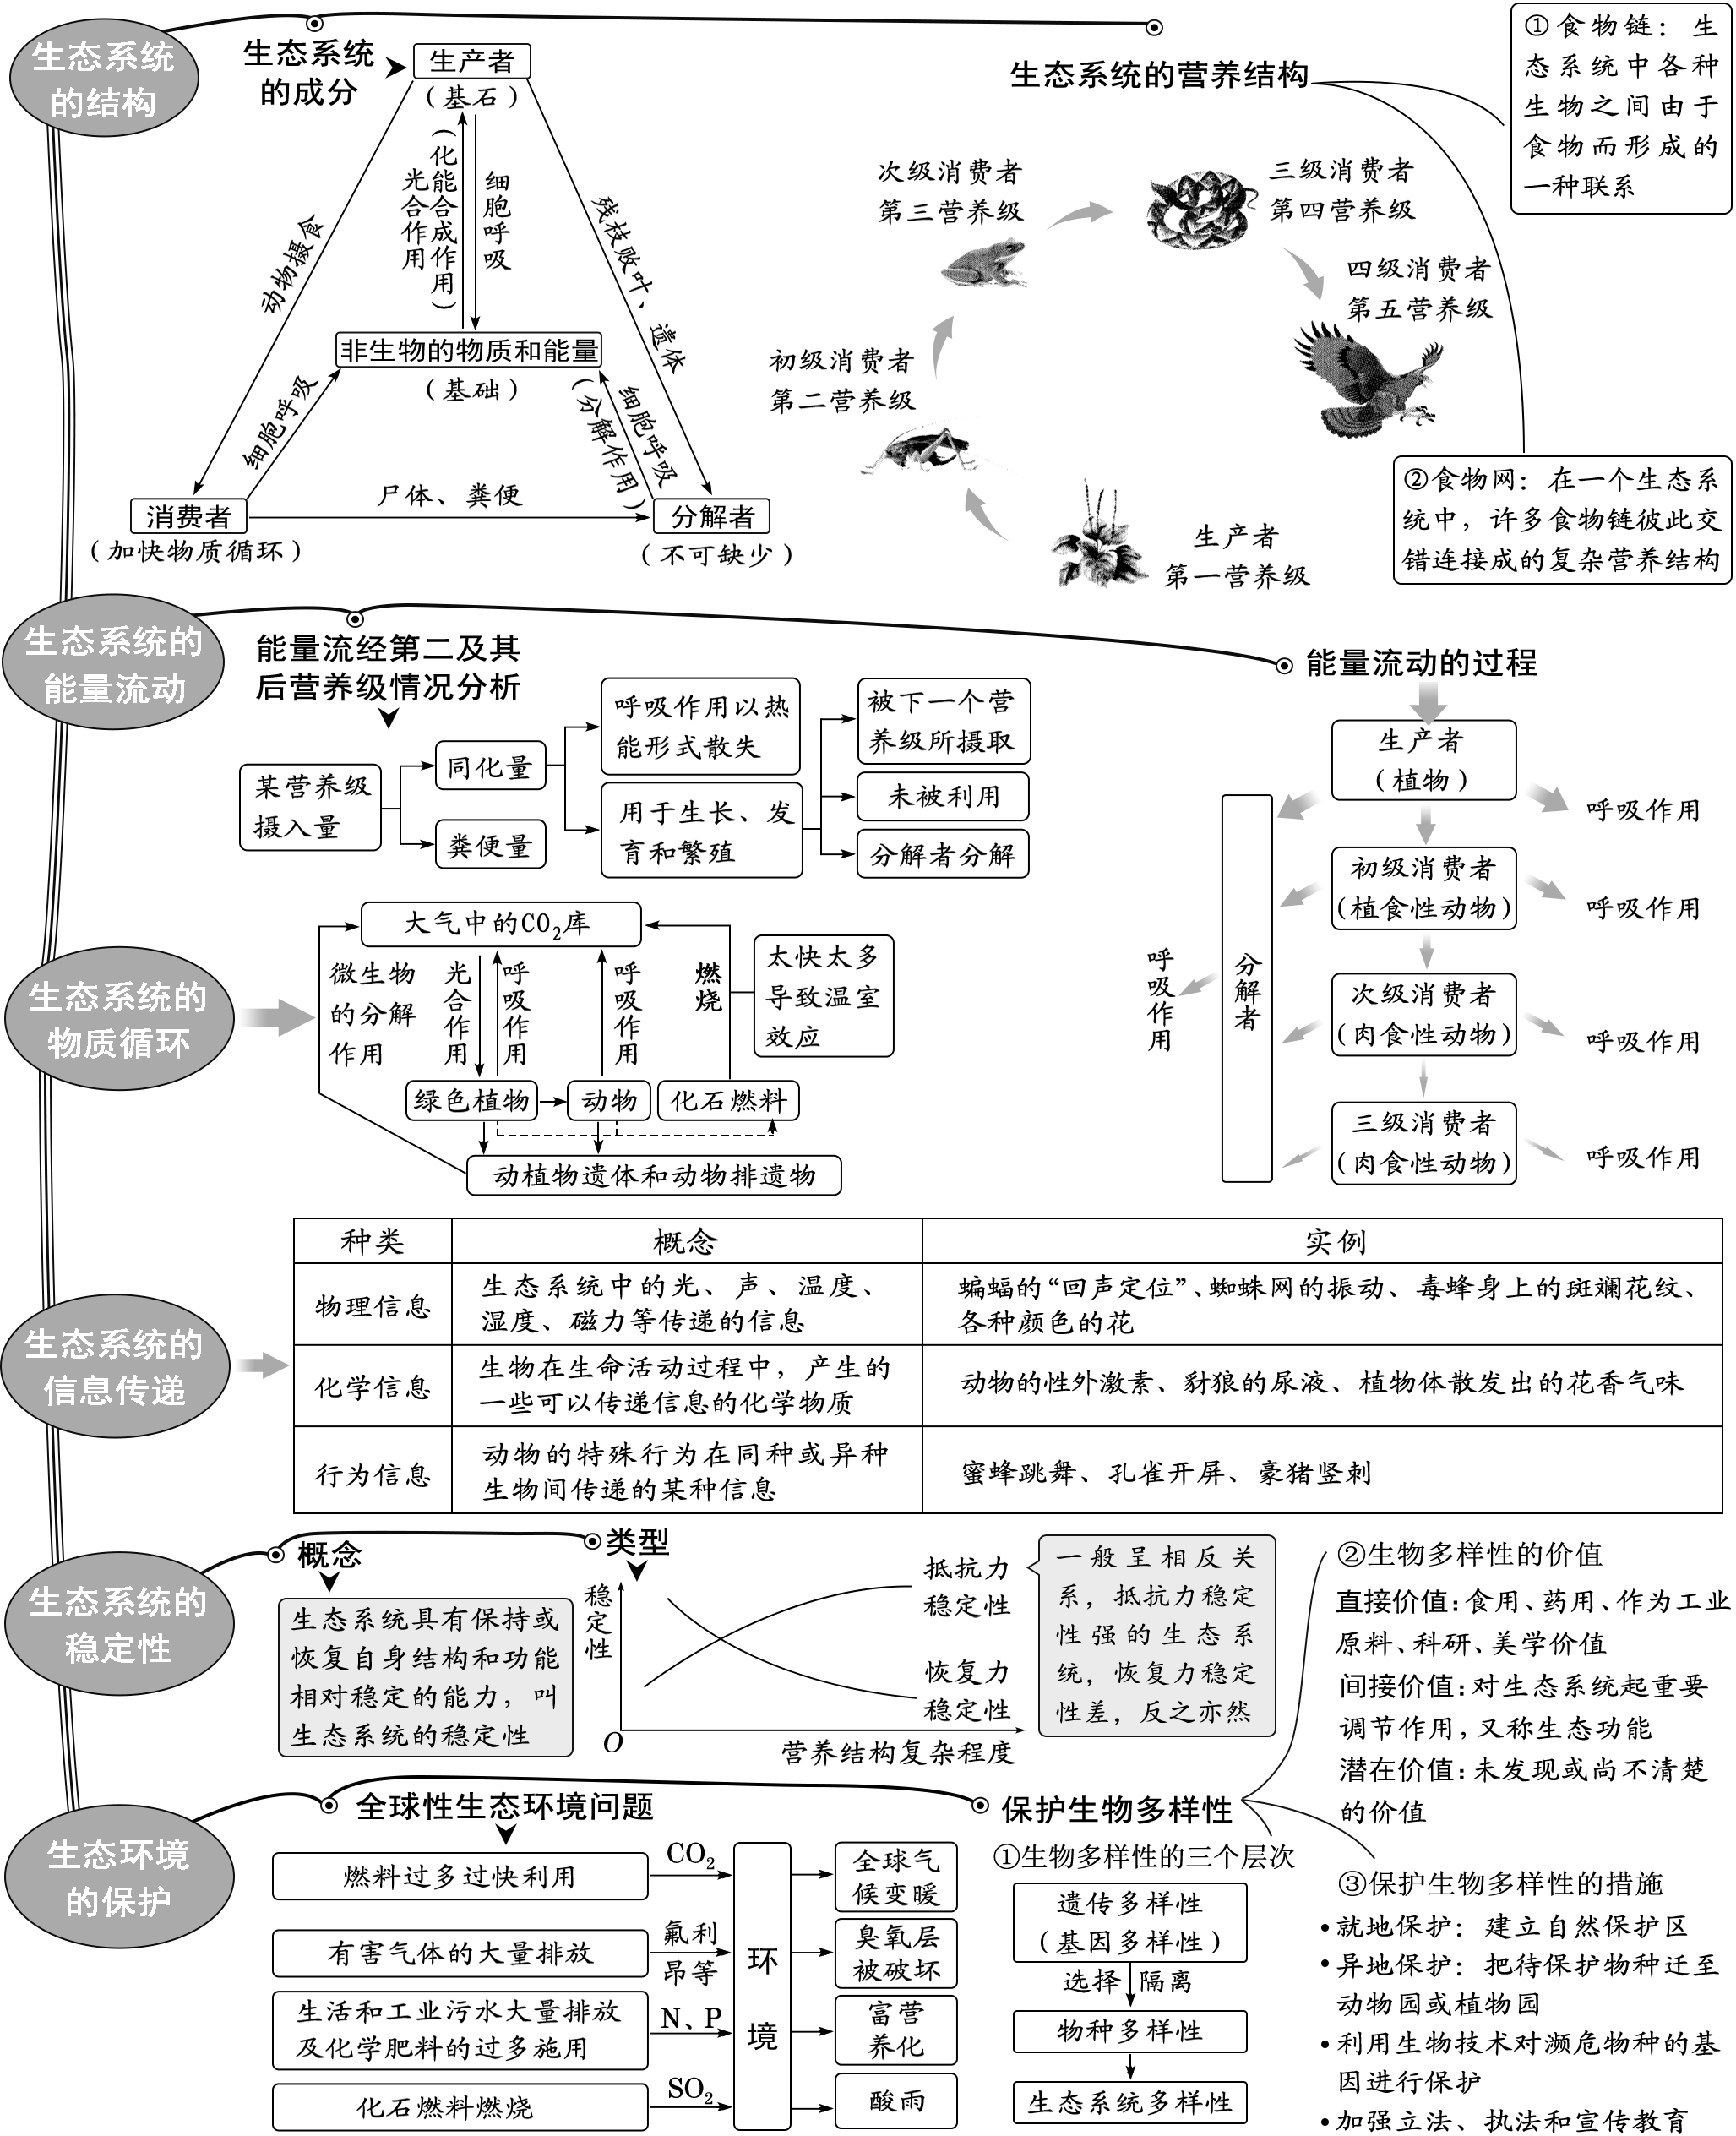 生态系统
的结构
生态系统
的成分
生产者
（基石）
光合作用
（化能合成作用）
细胞呼吸
动物摄食
残枝败叶、遗体
非生物的物质和能量
（基础）
细胞呼吸
细胞呼吸
（分解作用）
消费者
（加快物质循环）
尸体、粪便
分解者
（不可缺少）
生态系统的营养结构
①食物链：生
态系统中各种
生物之间由于
食物而形成的
一种联系
次级消费者
第三营养级
三级消费者
第四营养级
四级消费者
第五营养级
初级消费者
第二营养级
生产者
第一营养级
②食物网：在一个生态系
统中，许多食物链彼此交
错连接成的复杂营养结构
生态系统的
能量流动
能量流经第二及其
后营养级情况分析
某营养级
摄入量
同化量
粪便量
呼吸作用以热
能形式散失
用于生长、发
育和繁殖
被下一个营
养级所摄取
未被利用
分解者分解
能量流动的过程
生产者
（植物）
呼吸作用
初级消费者
（植食性动物）
呼吸作用
次级消费者
（肉食性动物）
呼吸作用
三级消费者
（肉食性动物）
呼吸作用
分解者
呼吸作用
生态系统的
物质循环
大气中的CO₂库
微生物
的分解
作用
光合作用
呼吸作用
呼吸作用
燃烧
太快太多
导致温室
效应
绿色植物
动物
化石燃料
动植物遗体和动物排遗物
生态系统的
信息传递
种类
概念
实例
物理信息
生态系统中的光、声、温度、
湿度、磁力等传递的信息
蝙蝠的“回声定位”、蜘蛛网的振动、毒蜂身上的斑斓花纹、
各种颜色的花
化学信息
生物在生命活动过程中，产生的
一些可以传递信息的化学物质
动物的性外激素、豺狼的尿液、植物体散发出的花香气味
行为信息
动物的特殊行为在同种或异种
生物间传递的某种信息
蜜蜂跳舞、孔雀开屏、豪猪竖刺
生态系统的
稳定性
概念
生态系统具有保持或
恢复自身结构和功能
相对稳定的能力，叫
生态系统的稳定性
类型
稳定性
O
营养结构复杂程度
抵抗力
稳定性
恢复力
稳定性
一般呈相反关
系，抵抗力稳定
性强的生态系
统，恢复力稳定
性差，反之亦然
生态环境
的保护
全球性生态环境问题
燃料过多过快利用
CO₂
全球气
候变暖
有害气体的大量排放
氟利
昂等
臭氧层
被破坏
生活和工业污水大量排放
及化学肥料的过多施用
N、P
富营
养化
化石燃料燃烧
SO₂
酸雨
环境
保护生物多样性
①生物多样性的三个层次
遗传多样性
（基因多样性）
选择
隔离
物种多样性
生态系统多样性
②生物多样性的价值
直接价值：食用、药用、作为工业
原料、科研、美学价值
间接价值：对生态系统起重要
调节作用，又称生态功能
潜在价值：未发现或尚不清楚
的价值
③保护生物多样性的措施
•就地保护：建立自然保护区
•异地保护：把待保护物种迁至
动物园或植物园
•利用生物技术对濒危物种的基
因进行保护
•加强立法、执法和宣传教育